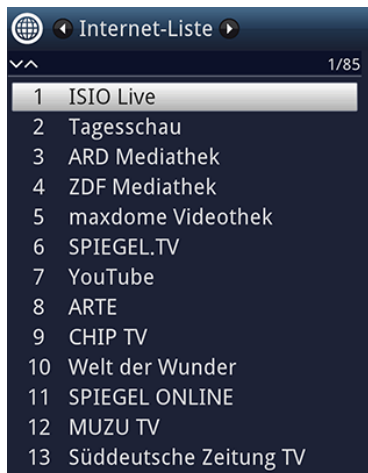 Internet-Liste
1/85
1 ISIO Live
2 Tagesschau
3 ARD Mediathek
4 ZDF Mediathek
5 maxdome Videothek
6 SPIEGEL.TV
7 YouTube
8 ARTE
9 CHIP TV
10 Welt der Wunder
11 SPIEGEL ONLINE
12 MUZU TV
13 Süddeutsche Zeitung TV